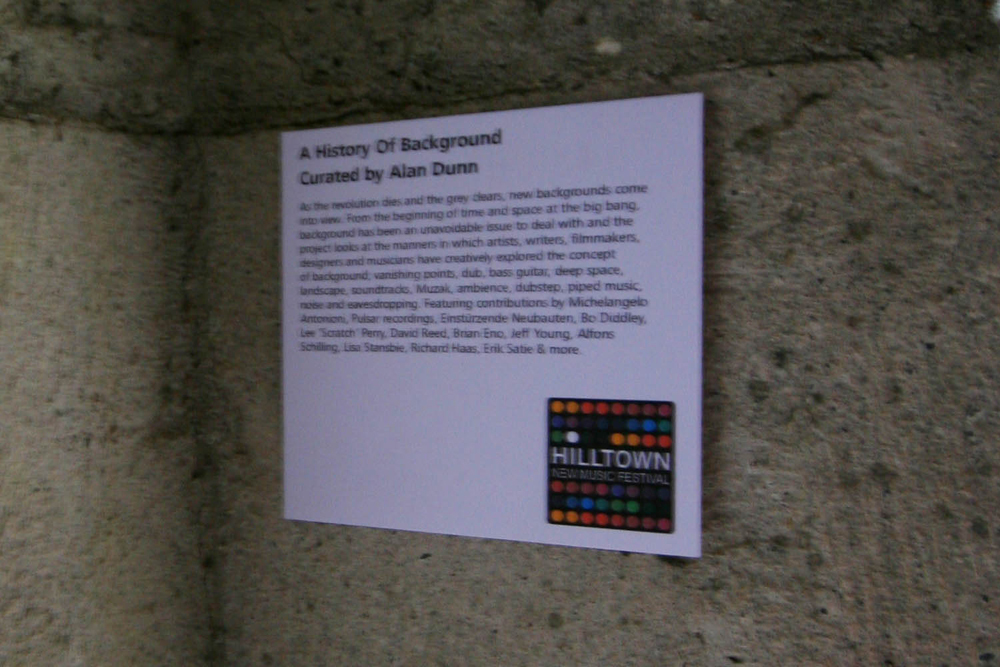 A History Of Background
Curated by Alan Dunn
As the revolution dies and the grey clears, new backgrounds come
into view. From the beginning of time and space at the big bang,
background has been an unavoidable issue to deal with and the
project looks at the manners in which artists, writers, filmmakers,
designers and musicians have creatively explored the concept
of background; vanishing points, dub, bass guitar, deep space,
landscape, soundtracks, Muzak, ambience, dubstep, piped music,
noise and eavesdropping. Featuring contributions by Michelangelo
Antonioni, Pulsar recordings, Einstürzende Neubauten, Bo Diddley,
Lee "Scratch" Perry, David Reed, Brian Eno, Jeff Young, Alfons
Schilling, Lisa Stansbie, Richard Haas, Erik Satie & more.
HILLTOWN
NEW MUSIC FESTIVAL